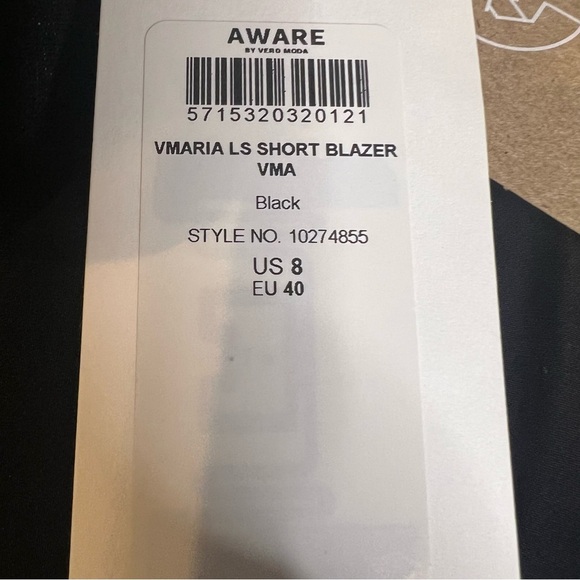 AWARE
BY VERO MODA
5715320320121
VMARIA LS SHORT BLAZER
VMA
Black
STYLE NO. 10274855
US 8
EU 40